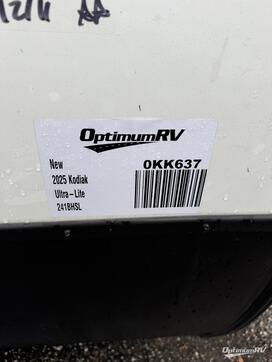 OptimumRV
New
0KK637
2025 Kodiak
Ultra-Lite
241BHSL
OptimumRV